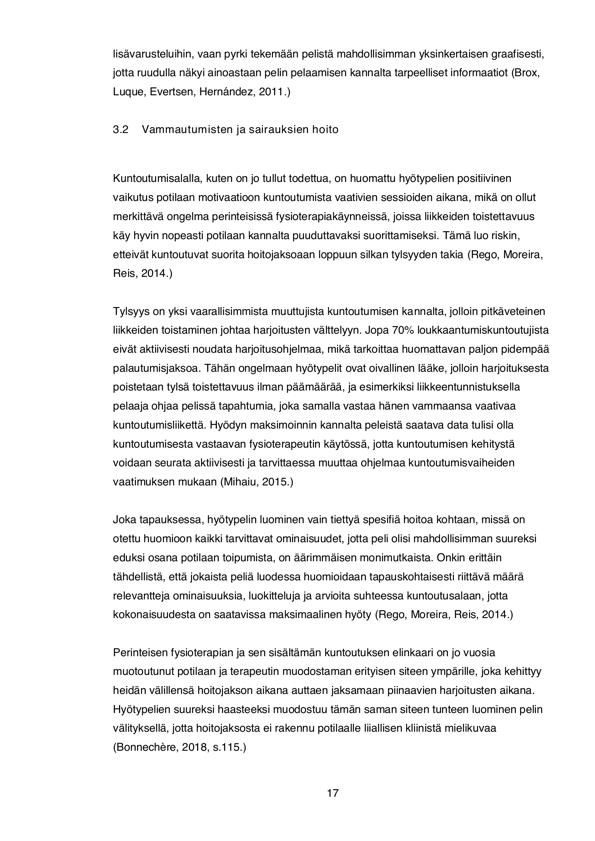 lisävarusteluihin, vaan pyrki tekemään pelistä mahdollisimman yksinkertaisen graafisesti,
jotta ruudulla näkyi ainoastaan pelin pelaamisen kannalta tarpeelliset informaatiot (Brox,
Luque, Evertsen, Hernández, 2011.)
3.2 Vammautumisten ja sairauksien hoito
Kuntoutumisalalla, kuten on jo tullut todettua, on huomattu hyötypelien positiivinen
vaikutus potilaan motivaatioon kuntoutumista vaativien sessioiden aikana, mikä on ollut
merkittävä ongelma perinteisissä fysioterapiakäynneissä, joissa liikkeiden toistettavuus
käy hyvin nopeasti potilaan kannalta puuduttavaksi suorittamiseksi. Tämä luo riskin,
etteivät kuntoutuvat suorita hoitojaksoaan loppuun silkan tylsyyden takia (Rego, Moreira,
Reis, 2014.)
Tylsyys on yksi vaarallisimmista muuttujista kuntoutumisen kannalta, jolloin pitkäveteinen
liikkeiden toistaminen johtaa harjoitusten välttelyyn. Jopa 70% loukkaantumiskuntoutujista
eivät aktiivisesti noudata harjoitusohjelmaa, mikä tarkoittaa huomattavan paljon pidempää
palautumisjaksoa. Tähän ongelmaan hyötypelit ovat oivallinen lääke, jolloin harjoituksesta
poistetaan tylsä toistettavuus ilman päämäärää, ja esimerkiksi liikkeentunnistuksella
pelaaja ohjaa pelissä tapahtumia, joka samalla vastaa hänen vammaansa vaativaa
kuntoutumisliikettä. Hyödyn maksimoinnin kannalta peleistä saatava data tulisi olla
kuntoutumisesta vastaavan fysioterapeutin käytössä, jotta kuntoutumisen kehitystä
voidaan seurata aktiivisesti ja tarvittaessa muuttaa ohjelmaa kuntoutumisvaiheiden
vaatimuksen mukaan (Mihaiu, 2015.)
Joka tapauksessa, hyötypelin luominen vain tiettyä spesifiä hoitoa kohtaan, missä on
otettu huomioon kaikki tarvittavat ominaisuudet, jotta peli olisi mahdollisimman suureksi
eduksi osana potilaan toipumista, on äärimmäisen monimutkaista. Onkin erittäin
tähdellistä, että jokaista peliä luodessa huomioidaan tapauskohtaisesti riittävä määrä
relevantteja ominaisuuksia, luokitteluja ja arvioita suhteessa kuntoutusalaan, jotta
kokonaisuudesta on saatavissa maksimaalinen hyöty (Rego, Moreira, Reis, 2014.)
Perinteisen fysioterapian ja sen sisältämän kuntoutuksen elinkaari on jo vuosia
muotoutunut potilaan ja terapeutin muodostaman erityisen siteen ympärille, joka kehittyy
heidän välillensä hoitojakson aikana auttaen jaksamaan piinaavien harjoitusten aikana.
Hyötypelien suureksi haasteeksi muodostuu tämän saman siteen tunteen luominen pelin
välityksellä, jotta hoitojaksosta ei rakennu potilaalle liiallisen kliinistä mielikuvaa
(Bonnechère, 2018, s.115.)
17